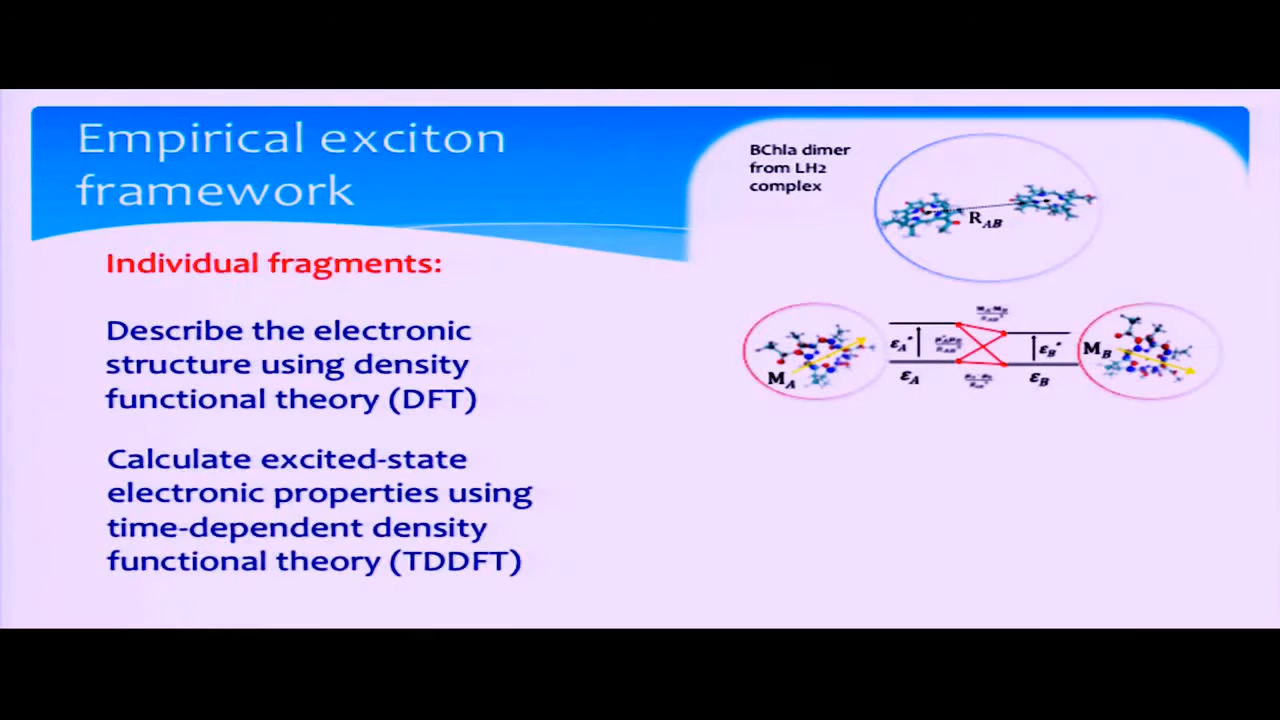 Empirical exciton
framework
BChla dimer
from LH2
complex
R_AB
Individual fragments:
Describe the electronic
structure using density
functional theory (DFT)
M_A
ε_A*
ε_A
ε_B*
ε_B
M_B
Calculate excited-state
electronic properties using
time-dependent density
functional theory (TDDFT)